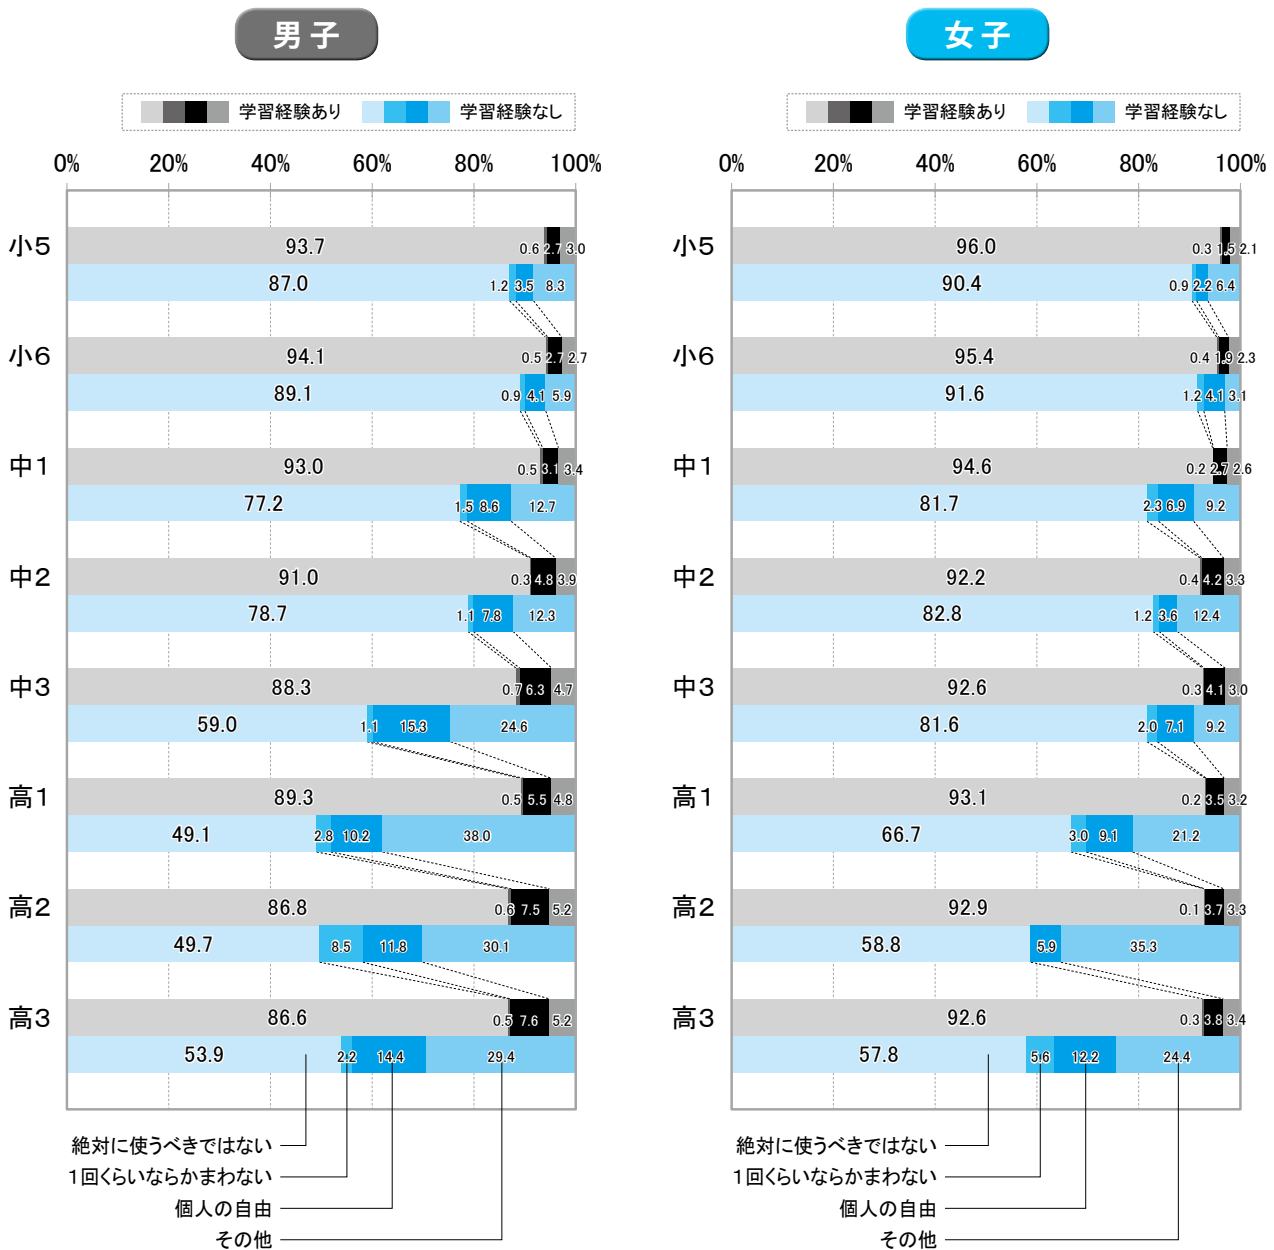 男子
学習経験あり 学習経験なし
0% 20% 40% 60% 80% 100%
小5
93.7 0.6 2.7 3.0
87.0 1.2 3.5 8.3
小6
94.1 0.5 2.7 2.7
89.1 0.9 4.1 5.9
中1
93.0 0.5 3.1 3.4
77.2 1.5 8.6 12.7
中2
91.0 0.3 4.8 3.9
78.7 1.1 7.8 12.3
中3
88.3 0.7 6.3 4.7
59.0 1.1 15.3 24.6
高1
89.3 0.5 5.5 4.8
49.1 2.8 10.2 38.0
高2
86.8 0.6 7.5 5.2
49.7 8.5 11.8 30.1
高3
86.6 0.5 7.6 5.2
53.9 2.2 14.4 29.4
絶対に使うべきではない
1回くらいならかまわない
個人の自由
その他
女子
学習経験あり 学習経験なし
0% 20% 40% 60% 80% 100%
小5
96.0 0.3 1.5 2.1
90.4 0.9 2.2 6.4
小6
95.4 0.4 1.9 2.3
91.6 1.2 4.1 3.1
中1
94.6 0.2 2.7 2.6
81.7 2.3 6.9 9.2
中2
92.2 0.4 4.2 3.3
82.8 1.2 3.6 12.4
中3
92.6 0.3 4.1 3.0
81.6 2.0 7.1 9.2
高1
93.1 0.2 3.5 3.2
66.7 3.0 9.1 21.2
高2
92.9 0.1 3.7 3.3
58.8 5.9 35.3
高3
92.6 0.3 3.8 3.4
57.8 5.6 12.2 24.4
絶対に使うべきではない
1回くらいならかまわない
個人の自由
その他